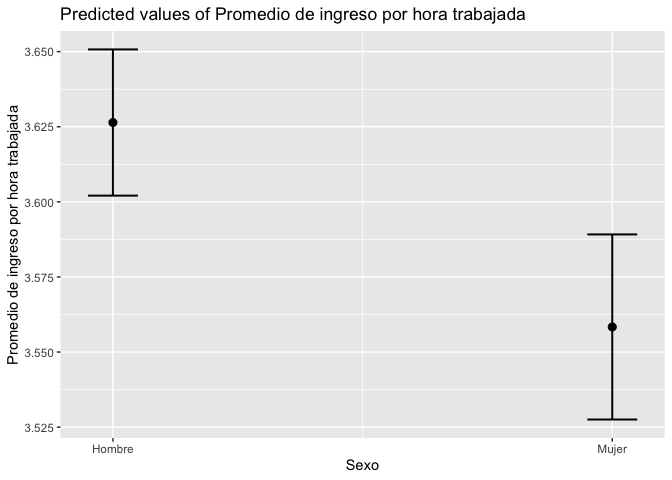 Predicted values of Promedio de ingreso por hora trabajada
Promedio de ingreso por hora trabajada
3.650
3.625
3.600
3.575
3.550
3.525
Hombre
Mujer
Sexo